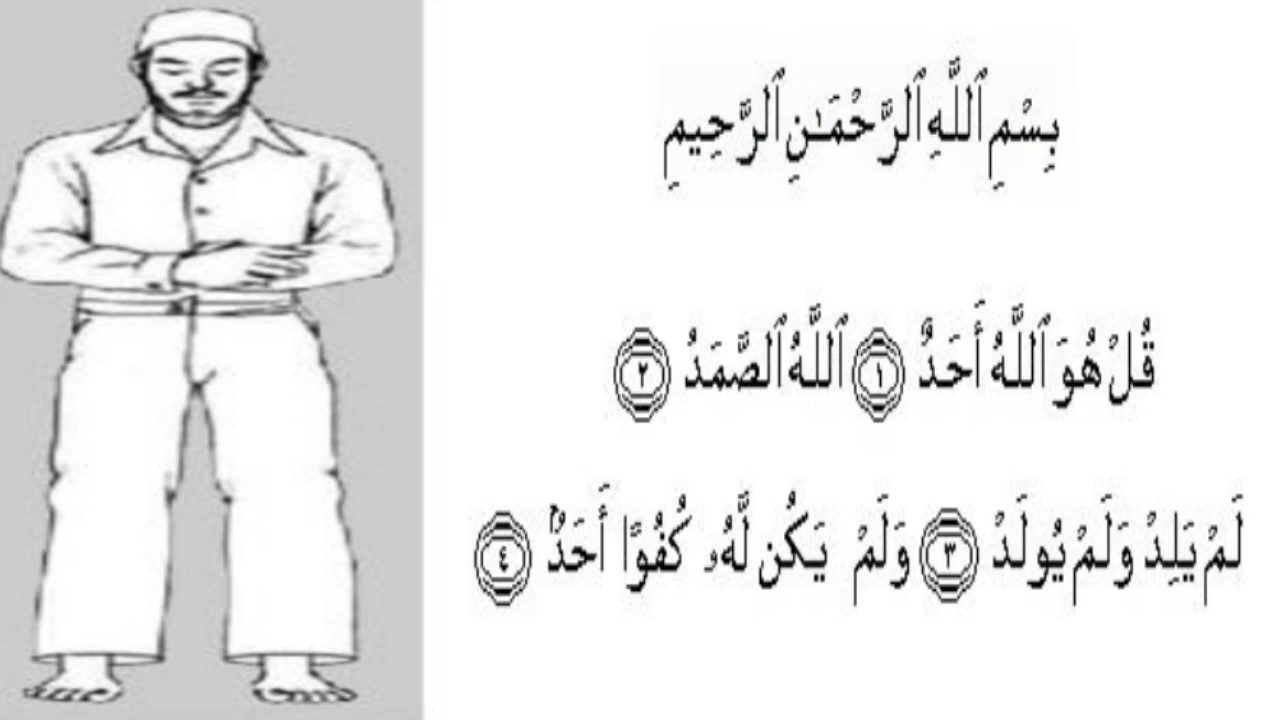 بِسْمِ ٱللَّهِ ٱلرَّحْمَـٰنِ ٱلرَّحِيمِ
قُلْ هُوَ ٱللَّهُ أَحَدٌ ١ ٱللَّهُ ٱلصَّمَدُ ٢
لَمْ يَلِدْ وَلَمْ يُولَدْ ٣ وَلَمْ يَكُن لَّهُۥ كُفُوًا أَحَدٌۢ ٤